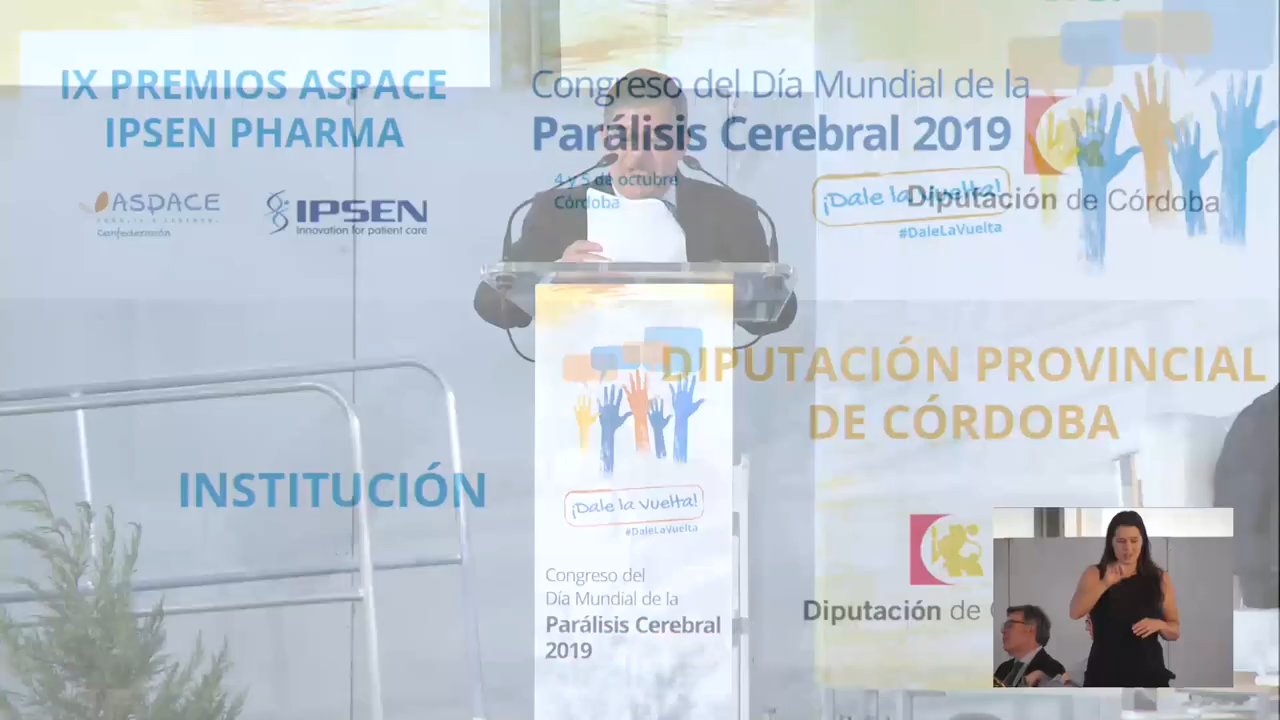 IX PREMIOS ASPACE
IPSEN PHARMA
ASPACE
Confederación
IPSEN
Innovation for patient care
Congreso del Día Mundial de la
Parálisis Cerebral 2019
4 y 5 de octubre
Córdoba
¡Dale la vuelta!
#DaleLaVuelta
Diputación de Córdoba
DIPUTACIÓN PROVINCIAL
DE CÓRDOBA
INSTITUCIÓN
¡Dale la vuelta!
#DaleLaVuelta
Congreso del
Día Mundial de la
Parálisis Cerebral
2019
Diputación de